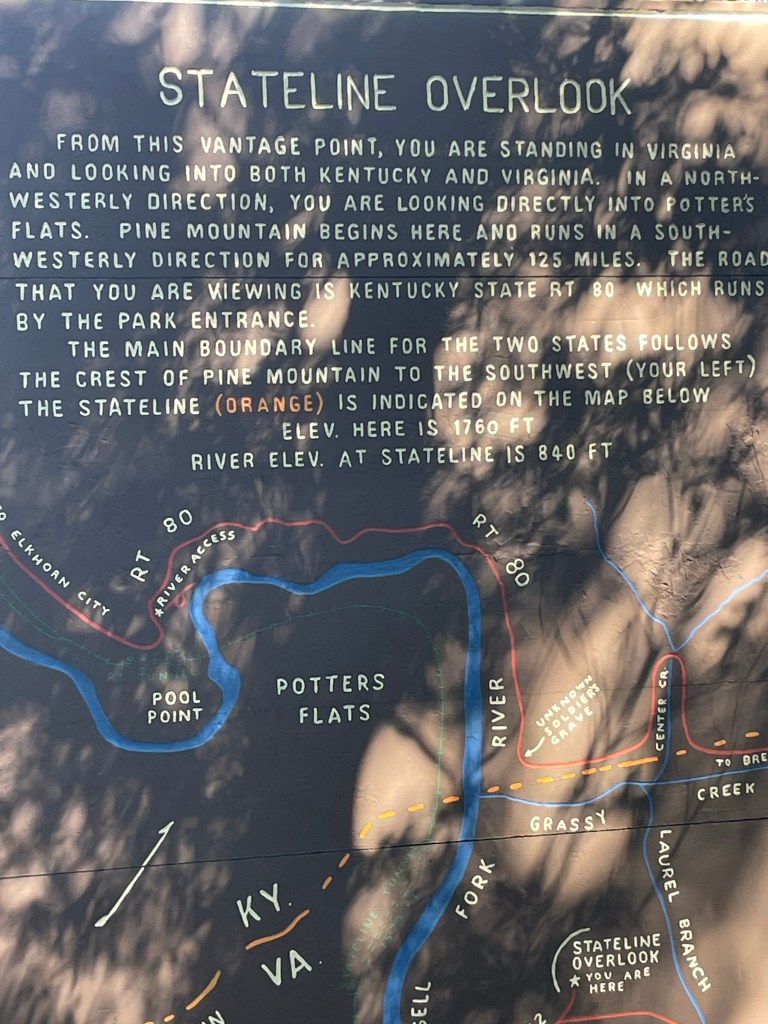 STATELINE OVERLOOK
FROM THIS VANTAGE POINT, YOU ARE STANDING IN VIRGINIA
AND LOOKING INTO BOTH KENTUCKY AND VIRGINIA. IN A NORTH-
WESTERLY DIRECTION, YOU ARE LOOKING DIRECTLY INTO POTTER'S
FLATS. PINE MOUNTAIN BEGINS HERE AND RUNS IN A SOUTH-
WESTERLY DIRECTION FOR APPROXIMATELY 125 MILES. THE ROAD
THAT YOU ARE VIEWING IS KENTUCKY STATE RT 80 WHICH RUNS
BY THE PARK ENTRANCE.
THE MAIN BOUNDARY LINE FOR THE TWO STATES FOLLOWS
THE CREST OF PINE MOUNTAIN TO THE SOUTHWEST (YOUR LEFT)
THE STATELINE (ORANGE) IS INDICATED ON THE MAP BELOW
ELEV. HERE IS 1760 FT
RIVER ELEV. AT STATELINE IS 840 FT
TO ELKHORN CITY
RT 80
*RIVER ACCESS
RT 80
POOL
POINT
POTTERS
FLATS
RIVER
UNKNOWN
SOLDIERS
GRAVE
CENTER CR.
TO BRE
CREEK
GRASSY
FORK
LAUREL BRANCH
KY.
VA.
STATELINE
OVERLOOK
* YOU ARE
HERE
SELL